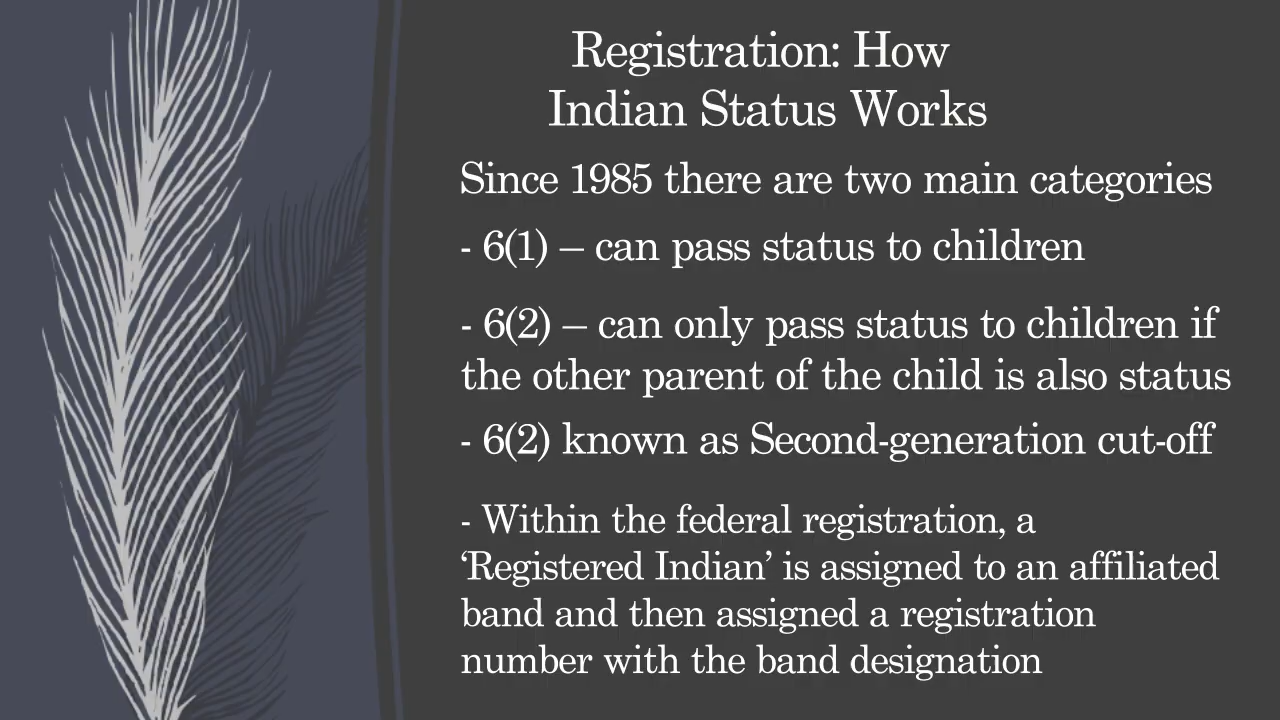 Registration: How
Indian Status Works
Since 1985 there are two main categories
- 6(1) – can pass status to children
- 6(2) – can only pass status to children if
the other parent of the child is also status
- 6(2) known as Second-generation cut-off
- Within the federal registration, a
‘Registered Indian’ is assigned to an affiliated
band and then assigned a registration
number with the band designation